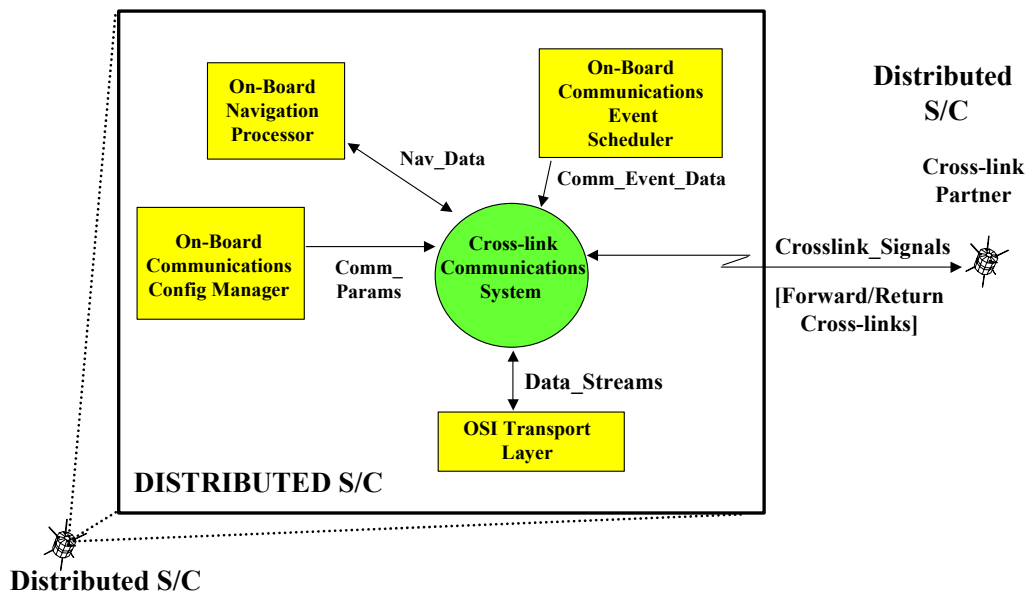 On-Board
Navigation
Processor
On-Board
Communications
Event
Scheduler
Distributed
S/C
Nav_Data
Comm_Event_Data
Cross-link
Partner
On-Board
Communications
Config Manager
Comm_
Params
Cross-link
Communications
System
Crosslink_Signals
[Forward/Return
Cross-links]
Data_Streams
OSI Transport
Layer
DISTRIBUTED S/C
Distributed S/C